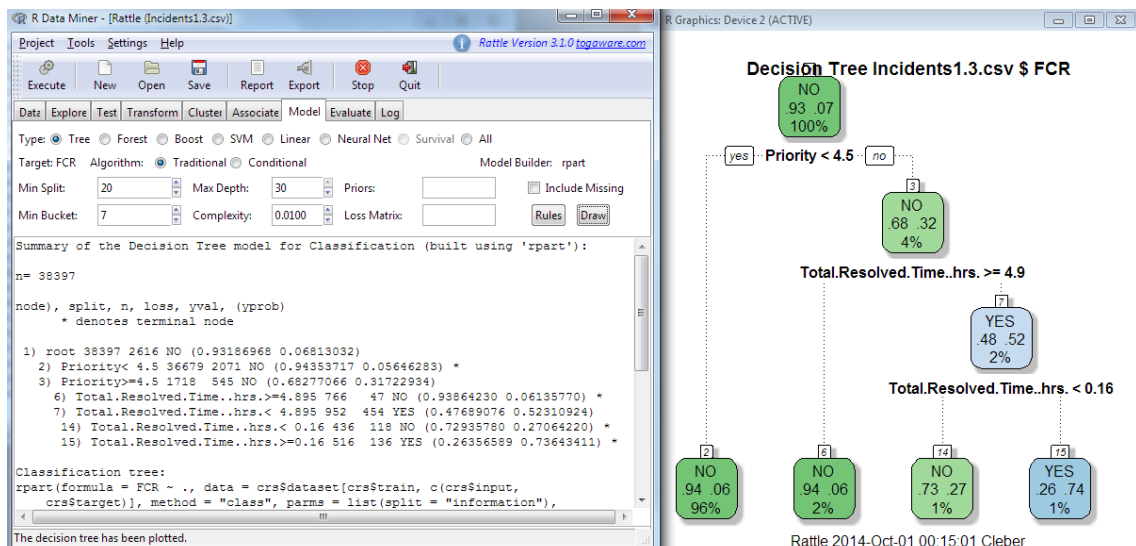 R Data Miner - [Rattle (Incidents1.3.csv)]
Project Tools Settings Help
Rattle Version 3.1.0 togaware.com
Execute New Open Save Report Export Stop Quit
Data Explore Test Transform Cluster Associate Model Evaluate Log
Type: Tree Forest Boost SVM Linear Neural Net Survival All
Target: FCR Algorithm: Traditional Conditional Model Builder: rpart
Min Split: 20 Max Depth: 30 Priors: Include Missing
Min Bucket: 7 Complexity: 0.0100 Loss Matrix: Rules Draw
Summary of the Decision Tree model for Classification (built using 'rpart'):
n= 38397
node), split, n, loss, yval, (yprob)
* denotes terminal node
1) root 38397 2616 NO (0.93186968 0.06813032)
2) Priority< 4.5 36679 2071 NO (0.94353717 0.05646283) *
3) Priority>=4.5 1718 545 NO (0.68277066 0.31722934)
6) Total.Resolved.Time..hrs.>=4.895 766 47 NO (0.93864230 0.06135770) *
7) Total.Resolved.Time..hrs.< 4.895 952 454 YES (0.47689076 0.52310924)
14) Total.Resolved.Time..hrs.< 0.16 436 118 NO (0.72935780 0.27064220) *
15) Total.Resolved.Time..hrs.>=0.16 516 136 YES (0.26356589 0.73643411) *
Classification tree:
rpart(formula = FCR ~ ., data = crs$dataset[crs$train, c(crs$input,
crs$target)], method = "class", parms = list(split = "information"),
The decision tree has been plotted.
R Graphics: Device 2 (ACTIVE)
Decision Tree Incidents1.3.csv $ FCR
NO
.93 .07
100%
yes Priority < 4.5 no
3
NO
.68 .32
4%
Total.Resolved.Time..hrs. >= 4.9
7
YES
.48 .52
2%
Total.Resolved.Time..hrs. < 0.16
2
NO
.94 .06
96%
6
NO
.94 .06
2%
14
NO
.73 .27
1%
15
YES
.26 .74
1%
Rattle 2014-Oct-01 00:15:01 Cleber